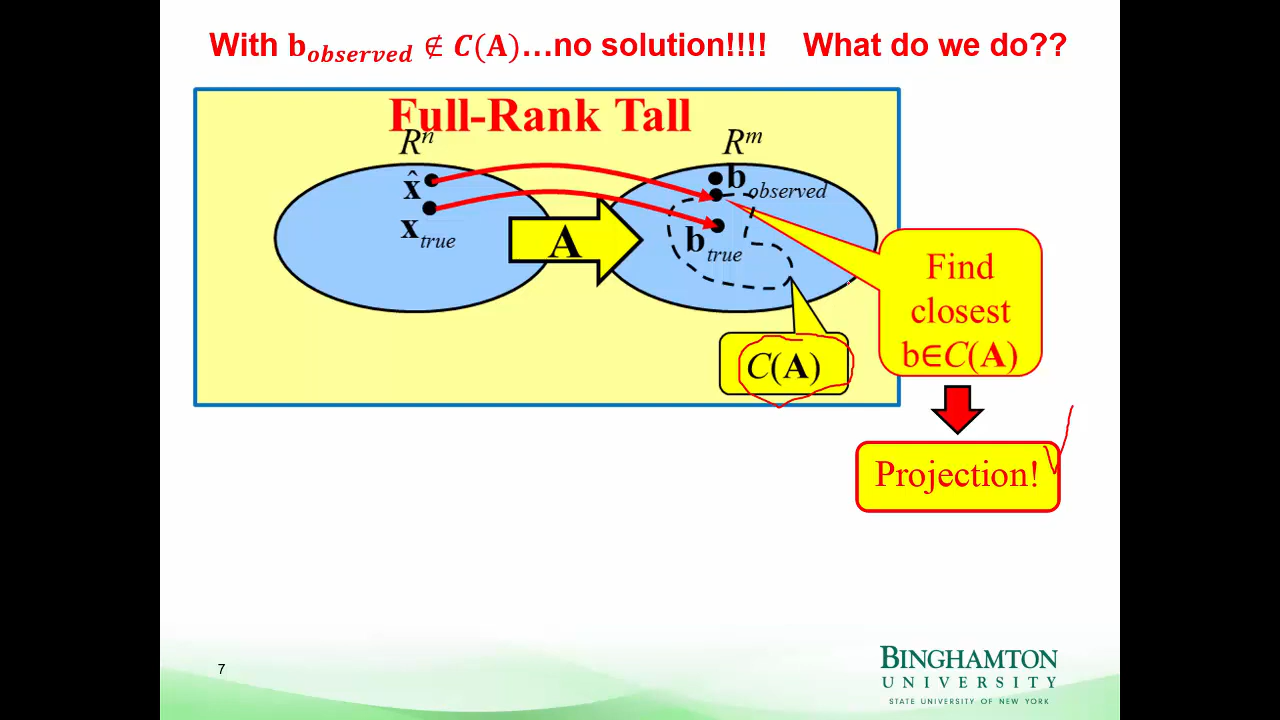 With 𝐛_observed ∉ C(𝐀)…no solution!!!! What do we do??
Full-Rank Tall
Rⁿ
Rᵐ
x̂
x_true
A
b_observed
b_true
C(A)
Find
closest
b∈C(A)
Projection!
7
BINGHAMTON
UNIVERSITY
STATE UNIVERSITY OF NEW YORK